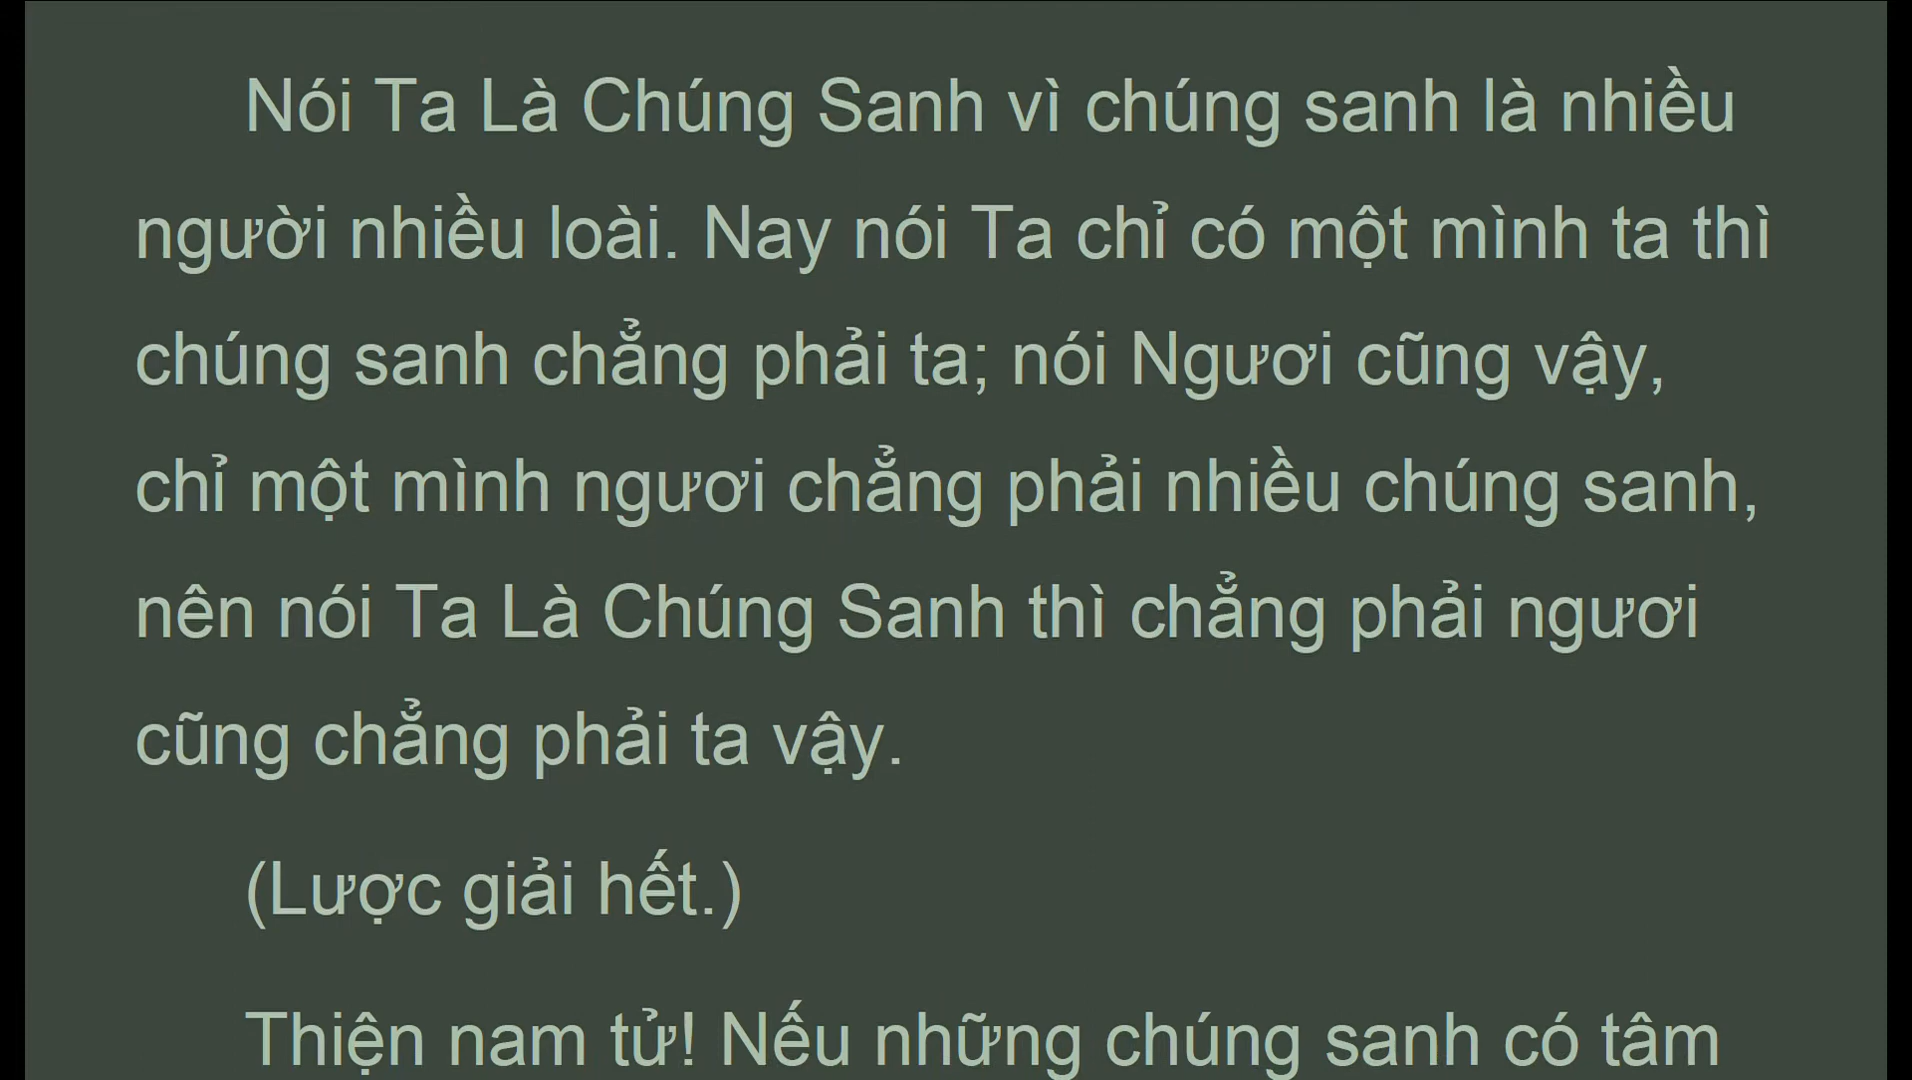 Nói Ta Là Chúng Sanh vì chúng sanh là nhiều
người nhiều loài. Nay nói Ta chỉ có một mình ta thì
chúng sanh chẳng phải ta; nói Ngươi cũng vậy,
chỉ một mình ngươi chẳng phải nhiều chúng sanh,
nên nói Ta Là Chúng Sanh thì chẳng phải ngươi
cũng chẳng phải ta vậy.
(Lược giải hết.)
Thiện nam tử! Nếu những chúng sanh có tâm